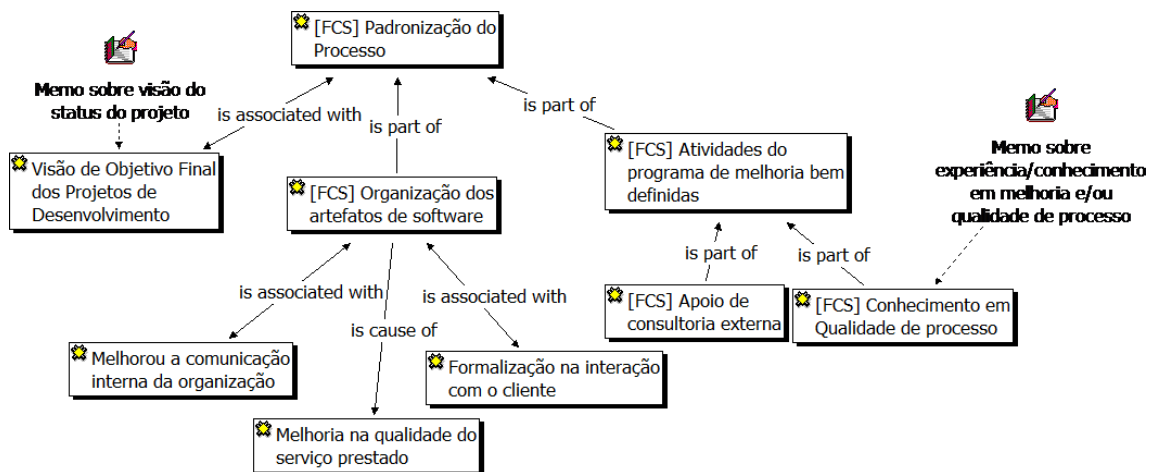 [FCS] Padronização do
Processo
Memo sobre visão do
status do projeto
is associated with
is part of
is part of
Visão de Objetivo Final
dos Projetos de
Desenvolvimento
[FCS] Organização dos
artefatos de software
[FCS] Atividades do
programa de melhoria bem
definidas
Memo sobre
experiência/conhecimento
em melhoria e/ou
qualidade de processo
is associated with
is cause of
is associated with
is part of
is part of
[FCS] Apoio de
consultoria externa
[FCS] Conhecimento em
Qualidade de processo
Melhorou a comunicação
interna da organização
Formalização na interação
com o cliente
Melhoria na qualidade do
serviço prestado